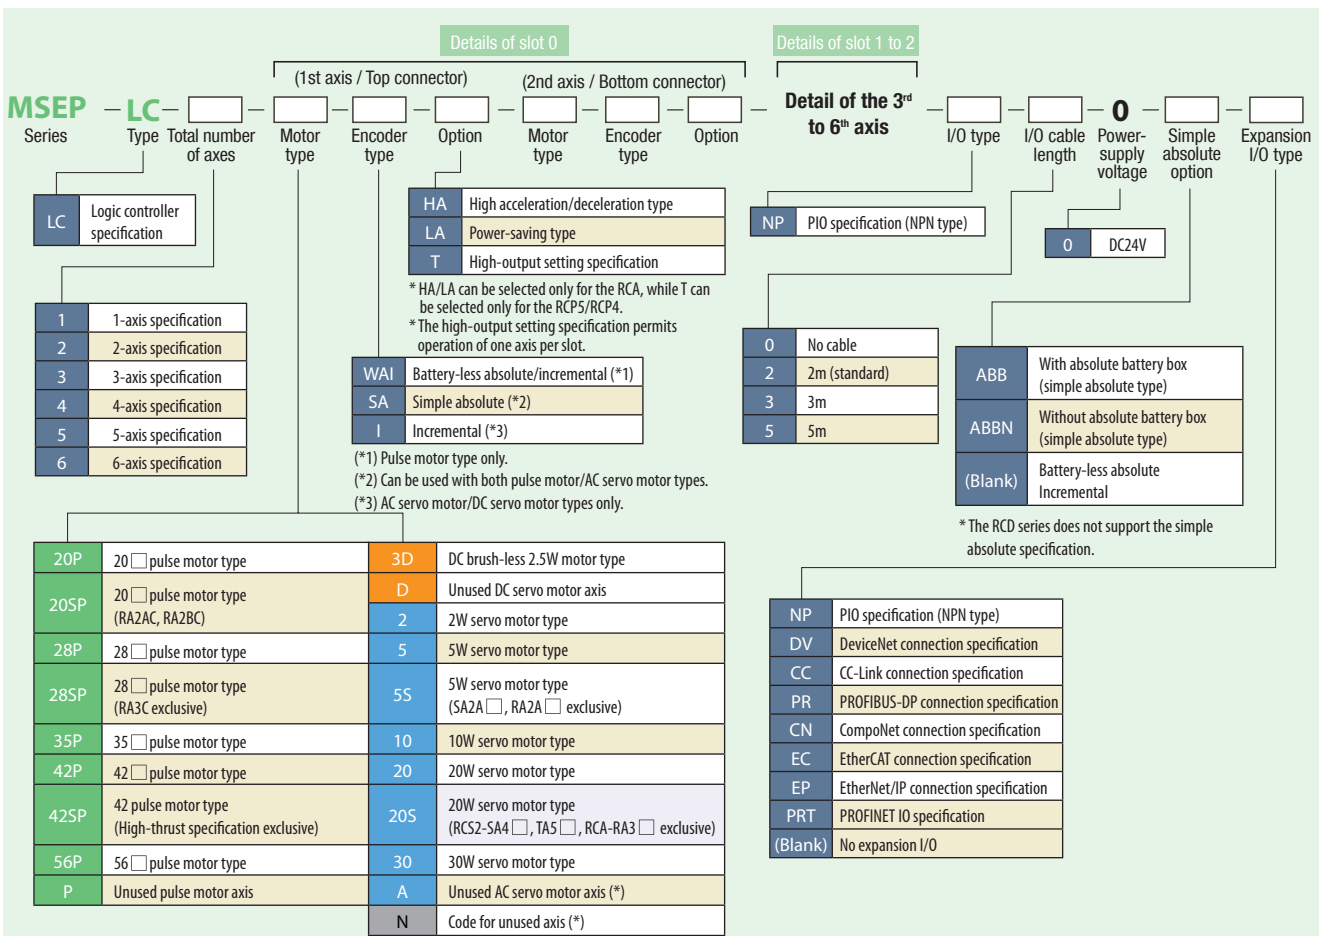 Details of slot 0
Details of slot 1 to 2
(1st axis / Top connector)
(2nd axis / Bottom connector)
MSEP – LC – – – – – – – – Detail of the 3rd to 6th axis – – – 0 – –
Series
Type
Total number
of axes
Motor
type
Encoder
type
Option
Motor
type
Encoder
type
Option
I/O type
I/O cable
length
Power-
supply
voltage
Simple
absolute
option
Expansion
I/O type
LC Logic controller
specification
HA High acceleration/deceleration type
LA Power-saving type
T High-output setting specification
* HA/LA can be selected only for the RCA, while T can
be selected only for the RCP5/RCP4.
* The high-output setting specification permits
operation of one axis per slot.
NP PIO specification (NPN type)
0 DC24V
1 1-axis specification
2 2-axis specification
3 3-axis specification
4 4-axis specification
5 5-axis specification
6 6-axis specification
WAI Battery-less absolute/incremental (*1)
SA Simple absolute (*2)
I Incremental (*3)
(*1) Pulse motor type only.
(*2) Can be used with both pulse motor/AC servo motor types.
(*3) AC servo motor/DC servo motor types only.
0 No cable
2 2m (standard)
3 3m
5 5m
ABB With absolute battery box
(simple absolute type)
ABBN Without absolute battery box
(simple absolute type)
(Blank) Battery-less absolute
Incremental
* The RCD series does not support the simple
absolute specification.
20P 20 □ pulse motor type
20SP 20 □ pulse motor type
(RA2AC, RA2BC)
28P 28 □ pulse motor type
28SP 28 □ pulse motor type
(RA3C exclusive)
35P 35 □ pulse motor type
42P 42 □ pulse motor type
42SP 42 pulse motor type
(High-thrust specification exclusive)
56P 56 □ pulse motor type
P Unused pulse motor axis
3D DC brush-less 2.5W motor type
D Unused DC servo motor axis
2 2W servo motor type
5 5W servo motor type
5S 5W servo motor type
(SA2A □ , RA2A □ exclusive)
10 10W servo motor type
20 20W servo motor type
20S 20W servo motor type
(RCS2-SA4 □ , TA5 □ , RCA-RA3 □ exclusive)
30 30W servo motor type
A Unused AC servo motor axis (*)
N Code for unused axis (*)
NP PIO specification (NPN type)
DV DeviceNet connection specification
CC CC-Link connection specification
PR PROFIBUS-DP connection specification
CN CompoNet connection specification
EC EtherCAT connection specification
EP EtherNet/IP connection specification
PRT PROFINET IO specification
(Blank) No expansion I/O